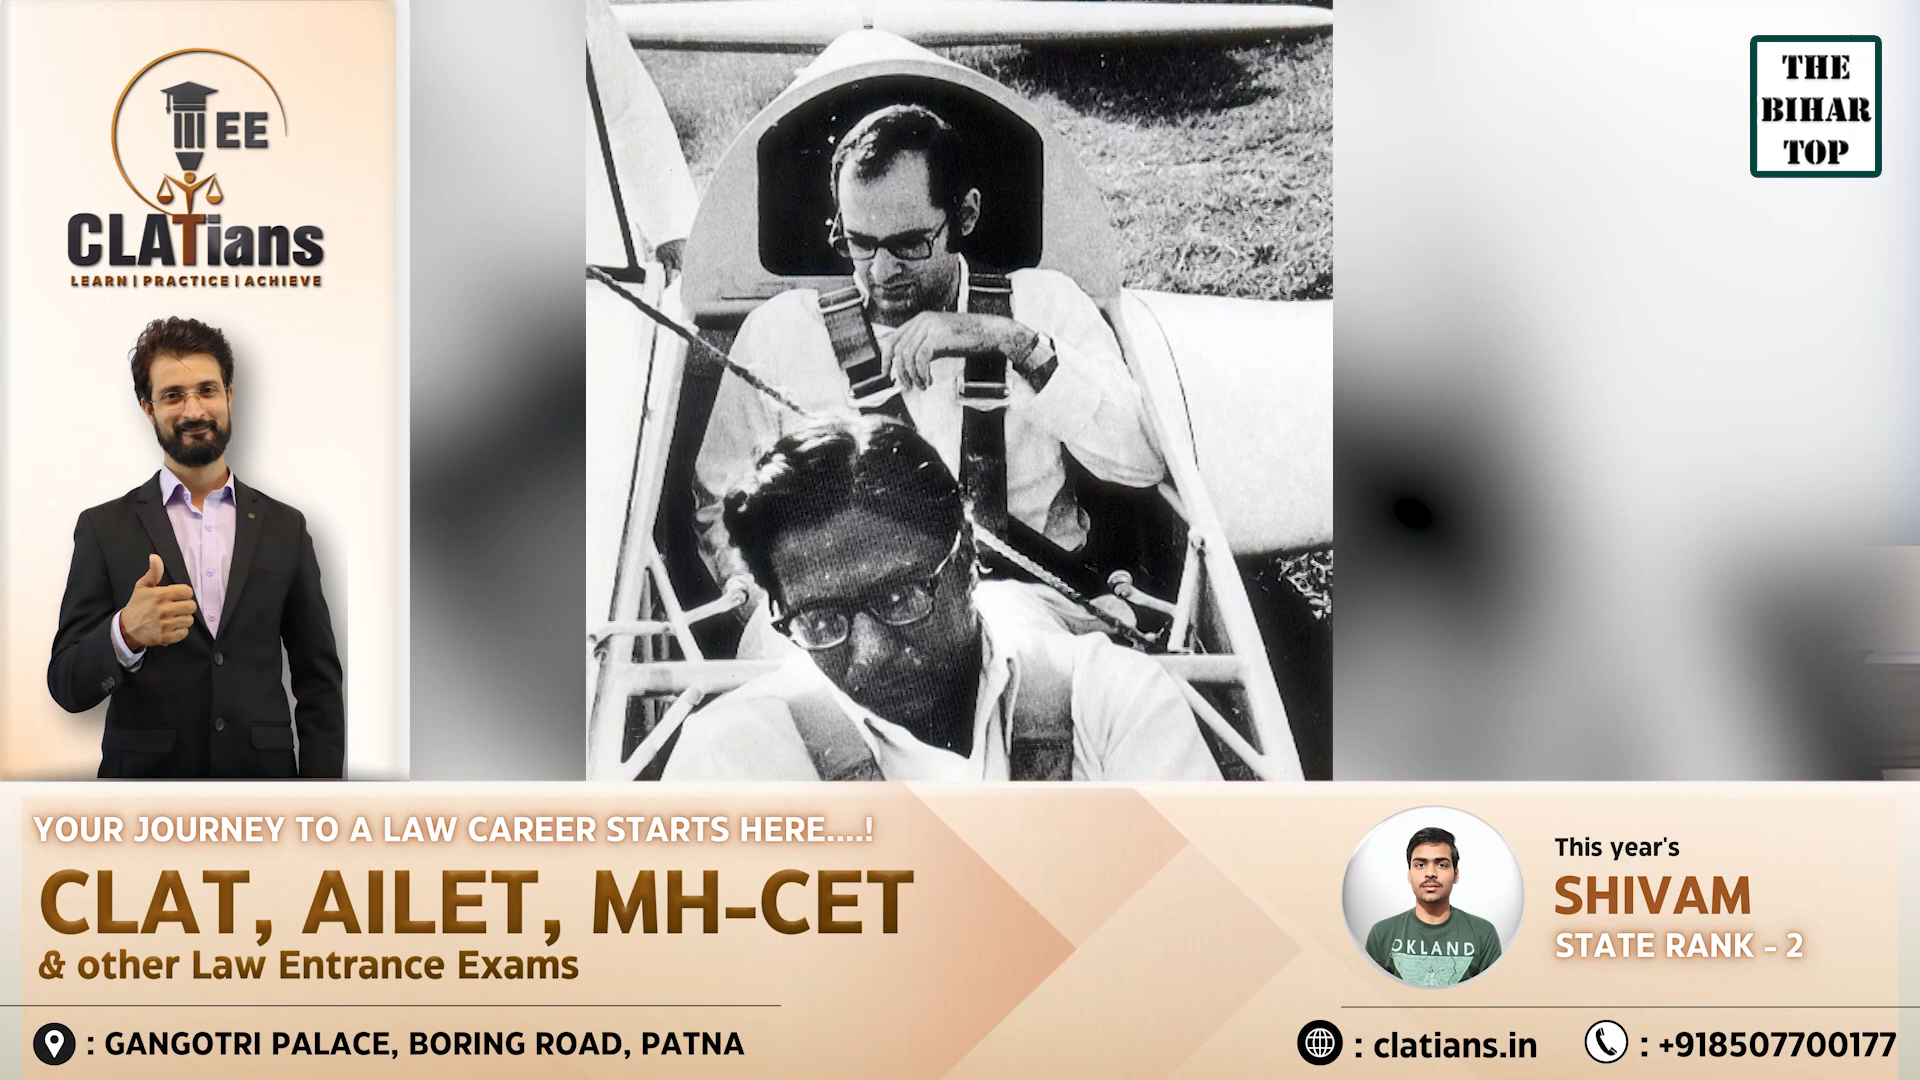 EE
CLATians
LEARN | PRACTICE | ACHIEVE
THE
BIHAR
TOP
YOUR JOURNEY TO A LAW CAREER STARTS HERE....!
CLAT, AILET, MH-CET
& other Law Entrance Exams
: GANGOTRI PALACE, BORING ROAD, PATNA
OKLAND
This year's
SHIVAM
STATE RANK - 2
: clatians.in
: +918507700177